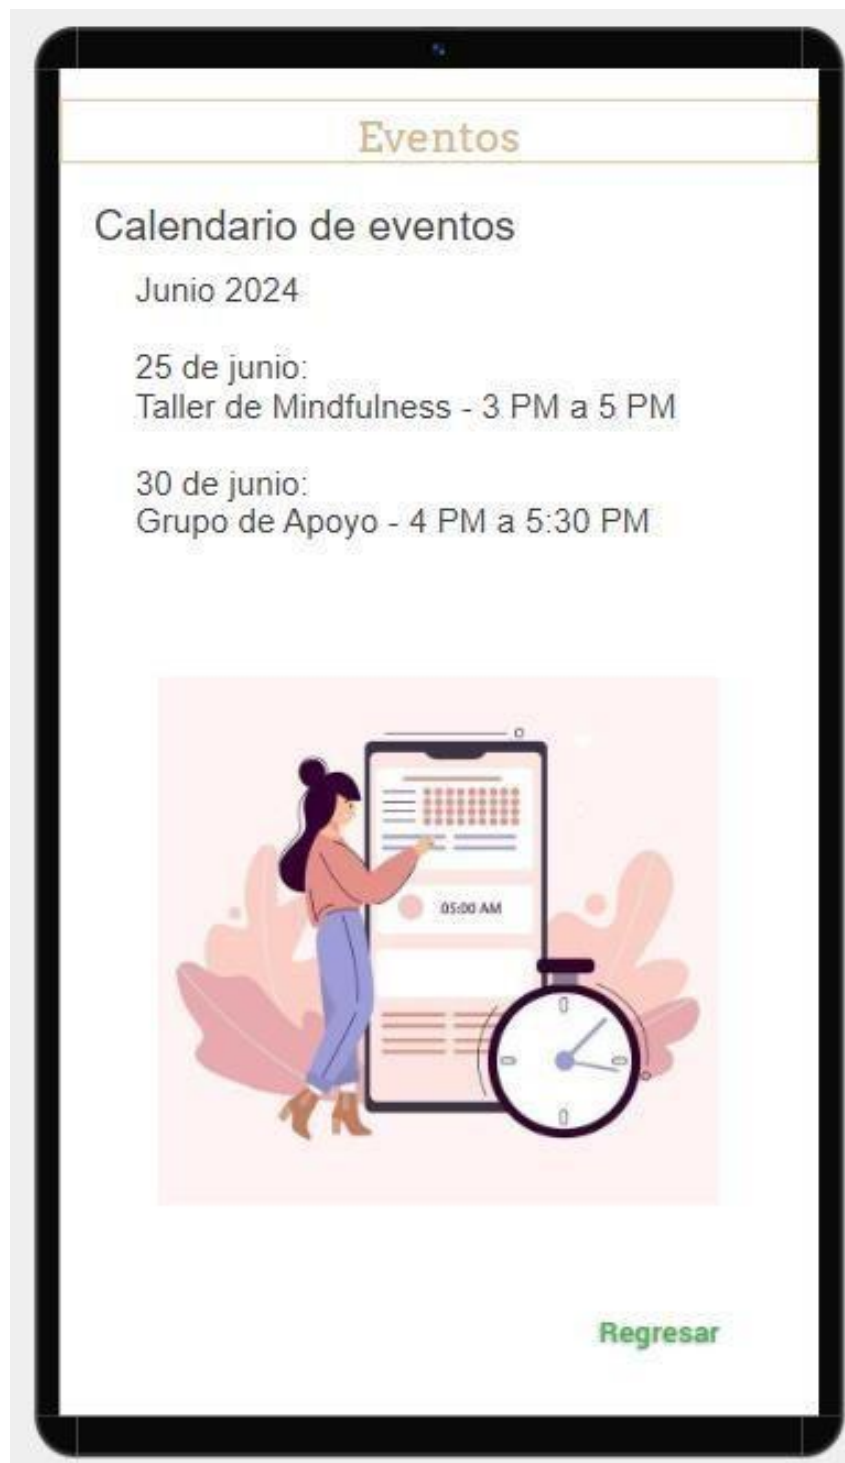 Eventos
Calendario de eventos
Junio 2024
25 de junio:
Taller de Mindfulness - 3 PM a 5 PM
30 de junio:
Grupo de Apoyo - 4 PM a 5:30 PM
05:00 AM
Regresar